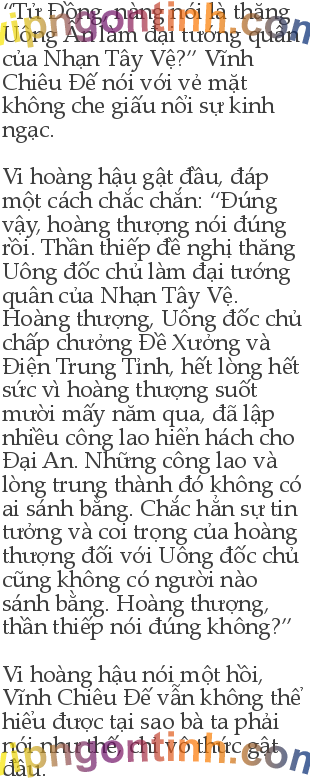 “Tử Đồng, nàng nói là thăng
Uông Ấn làm đại tướng quân
của Nhạn Tây Vệ?” Vĩnh
Chiêu Đế nói với vẻ mặt
không che giấu nổi sự kinh
ngạc.
Vi hoàng hậu gật đầu, đáp
một cách chắc chắn: “Đúng
vậy, hoàng thượng nói đúng
rồi. Thần thiếp đề nghị thăng
Uông đốc chủ làm đại tướng
quân của Nhạn Tây Vệ.
Hoàng thượng, Uông đốc chủ
chấp chưởng Đề Xưởng và
Điện Trung Tỉnh, hết lòng hết
sức vì hoàng thượng suốt
mười mấy năm qua, đã lập
nhiều công lao hiển hách cho
Đại An. Những công lao và
lòng trung thành đó không có
ai sánh bằng. Chắc hẳn sự tin
tưởng và coi trọng của hoàng
thượng đối với Uông đốc chủ
cũng không có người nào
sánh bằng. Hoàng thượng,
thần thiếp nói đúng không?”
Vi hoàng hậu nói một hồi,
Vĩnh Chiêu Đế vẫn không thể
hiểu được tại sao bà ta phải
nói như thế, chỉ vô thức gật
đầu.
vipngontinh.com
vipngontinh.com